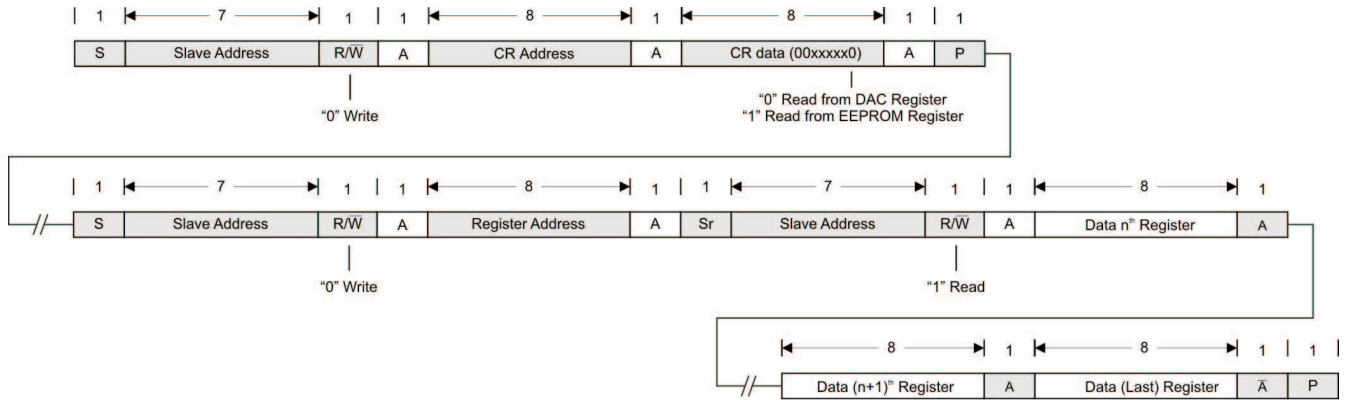 1 7 1 1 8 1 8 1 1
S Slave Address R/W̅ A CR Address A CR data (00xxxxx0) A P
“0” Write
“0” Read from DAC Register
“1” Read from EEPROM Register
1 7 1 1 8 1 1 7 1 1 8 1
S Slave Address R/W̅ A Register Address A Sr Slave Address R/W̅ A Data nᵗʰ Register A
“0” Write “1” Read
8 1 8 1 1
Data (n+1)ᵗʰ Register A Data (Last) Register A̅ P